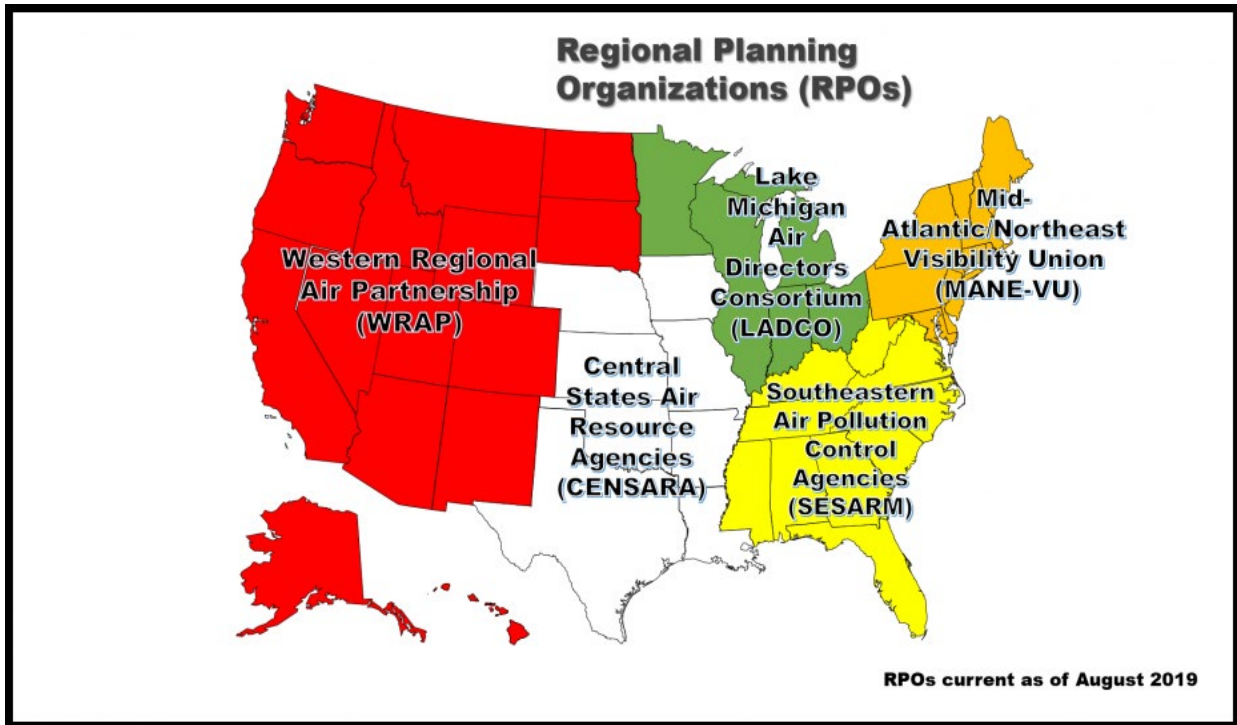 Regional Planning
Organizations (RPOs)
Western Regional
Air Partnership
(WRAP)
Central
States Air
Resource
Agencies
(CENSARA)
Lake
Michigan
Air
Directors
Consortium
(LADCO)
Southeastern
Air Pollution
Control
Agencies
(SESARM)
Mid-
Atlantic/Northeast
Visibility Union
(MANE-VU)
RPOs current as of August 2019